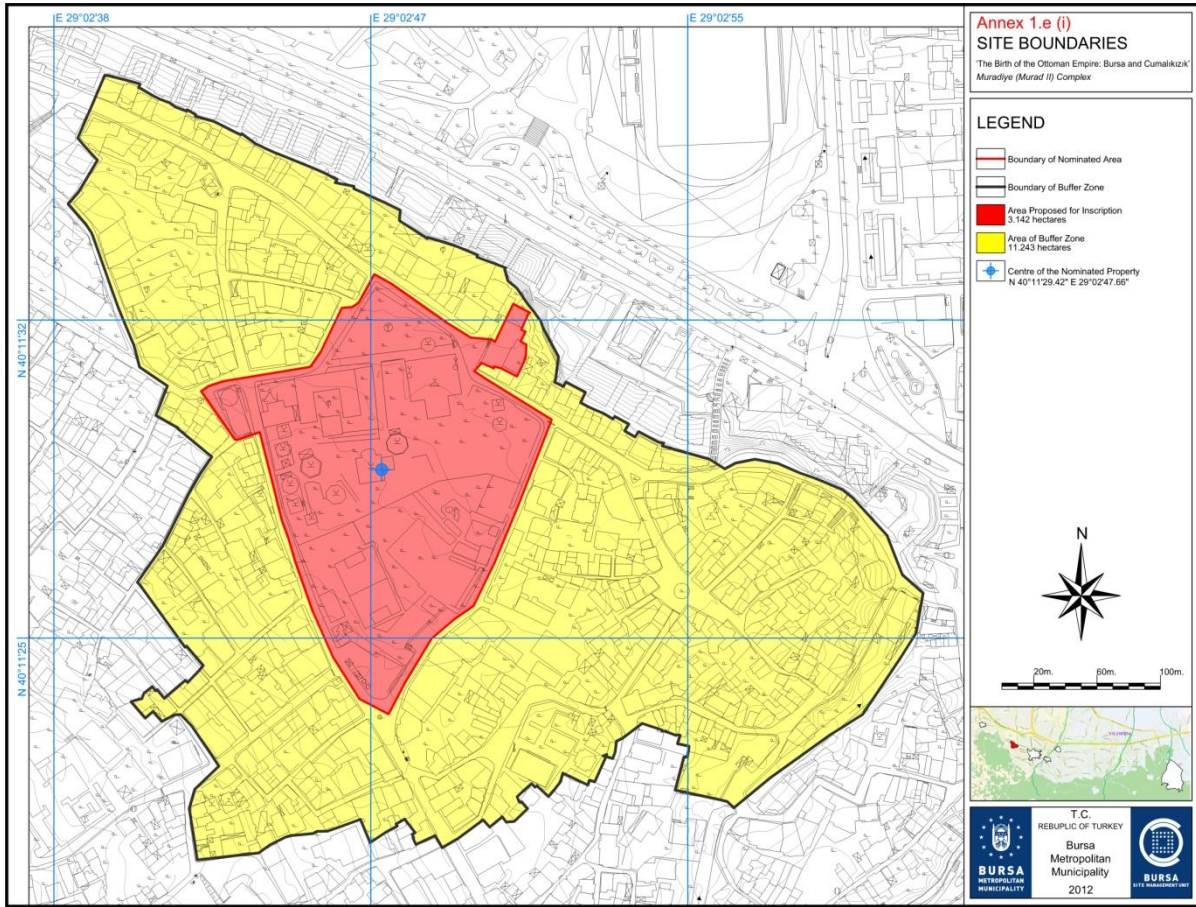 E 29°02'38
E 29°02'47
E 29°02'55
N 40°11'32
N 40°11'25
Annex 1.e (i)
SITE BOUNDARIES
'The Birth of the Ottoman Empire: Bursa and Cumalıkızık'
Muradiye (Murad II) Complex
LEGEND
Boundary of Nominated Area
Boundary of Buffer Zone
Area Proposed for Inscription
3.142 hectares
Area of Buffer Zone
11.243 hectares
Centre of the Nominated Property
N 40°11'29.42" E 29°02'47.66"
N
20m. 60m. 100m.
BURSA
METROPOLITAN
MUNICIPALITY
T.C.
REBUPLIC OF TURKEY
Bursa
Metropolitan
Municipality
2012
BURSA
SITE MANAGEMENT UNIT